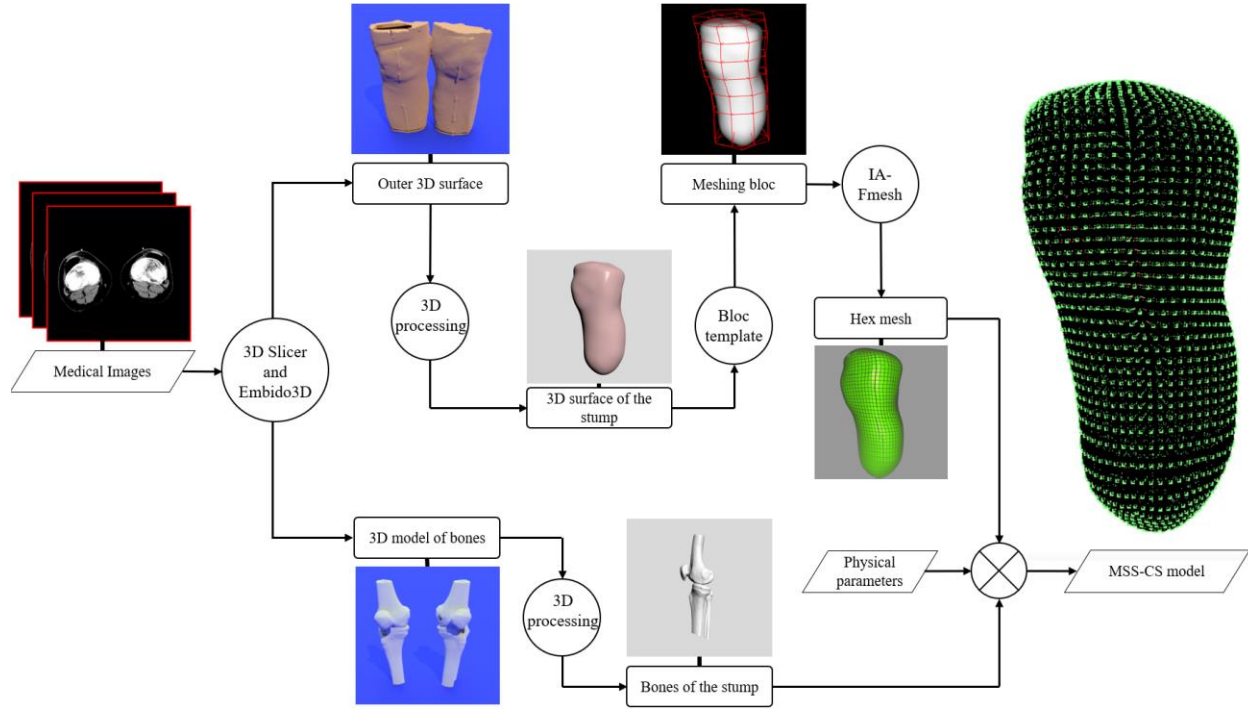 Medical Images
3D Slicer
and
Embido3D
Outer 3D surface
3D
processing
3D surface of the
stump
Bloc
template
Meshing bloc
IA-
Fmesh
Hex mesh
3D model of bones
3D
processing
Bones of the stump
Physical
parameters
MSS-CS model